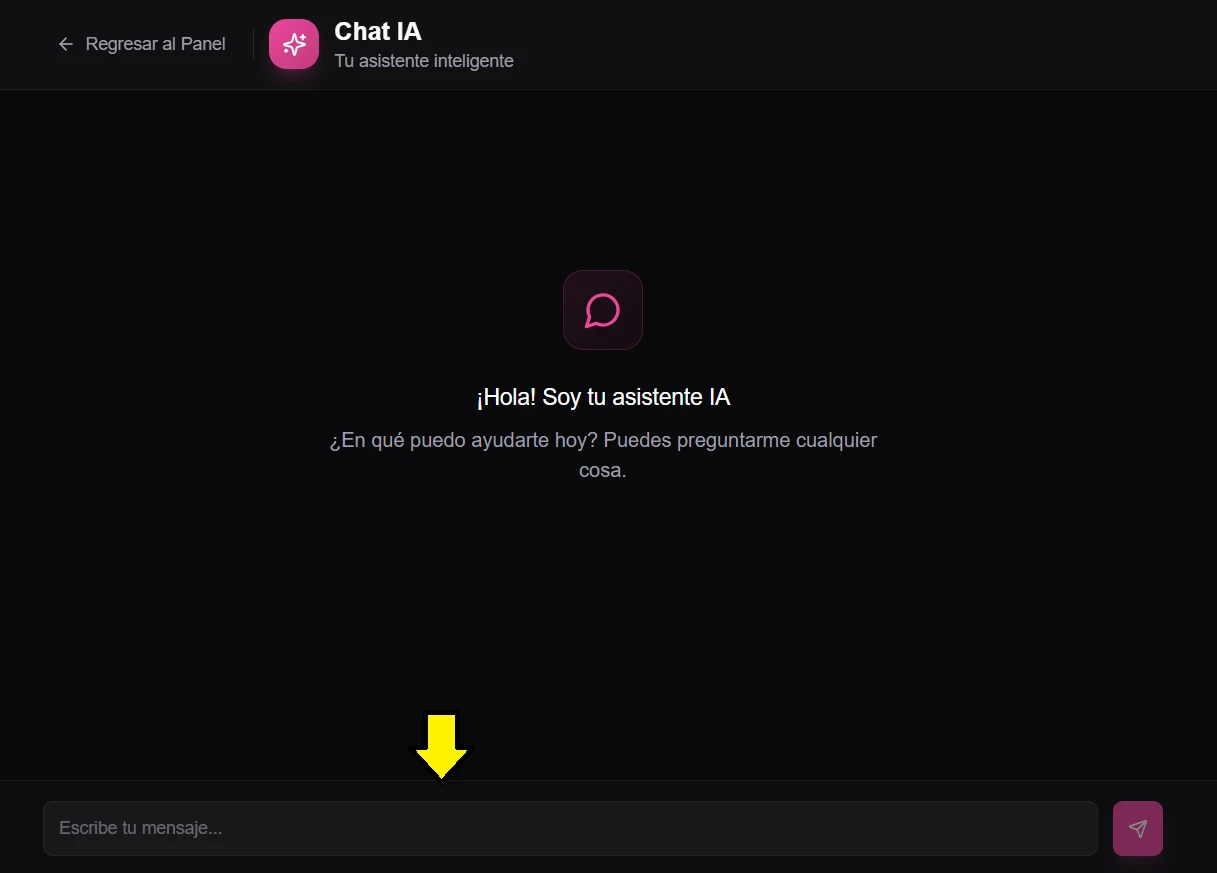 Regresar al Panel
Chat IA
Tu asistente inteligente
¡Hola! Soy tu asistente IA
¿En qué puedo ayudarte hoy? Puedes preguntarme cualquier
cosa.
Escribe tu mensaje...